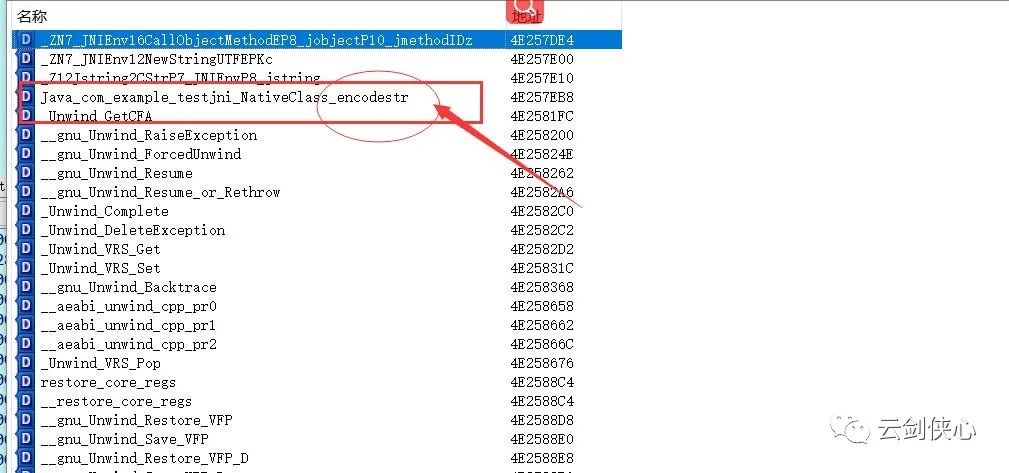 名称 地址
D _ZN7_JNIEnv16CallObjectMethodEP8_jobjectP10_jmethodIDz 4E257DE4
D _ZN7_JNIEnv12NewStringUTFEPKc 4E257E00
D _Z12Jstring2CStrP7_JNIEnvP8_jstring 4E257E10
D Java_com_example_testjni_NativeClass_encodestr 4E257EB8
D _Unwind_GetCFA 4E2581FC
D __gnu_Unwind_RaiseException 4E258200
D __gnu_Unwind_ForcedUnwind 4E25824E
D __gnu_Unwind_Resume 4E258262
D __gnu_Unwind_Resume_or_Rethrow 4E2582A6
D _Unwind_Complete 4E2582C0
D _Unwind_DeleteException 4E2582C2
D _Unwind_VRS_Get 4E2582D2
D _Unwind_VRS_Set 4E25831C
D __gnu_Unwind_Backtrace 4E258368
D __aeabi_unwind_cpp_pr0 4E258658
D __aeabi_unwind_cpp_pr1 4E258662
D __aeabi_unwind_cpp_pr2 4E25866C
D _Unwind_VRS_Pop 4E258676
D restore_core_regs 4E2588C4
D __restore_core_regs 4E2588C4
D __gnu_Unwind_Restore_VFP 4E2588D8
D __gnu_Unwind_Save_VFP 4E2588E0
D __gnu_Unwind_Restore_VFP_D 4E2588E8
云剑侠心